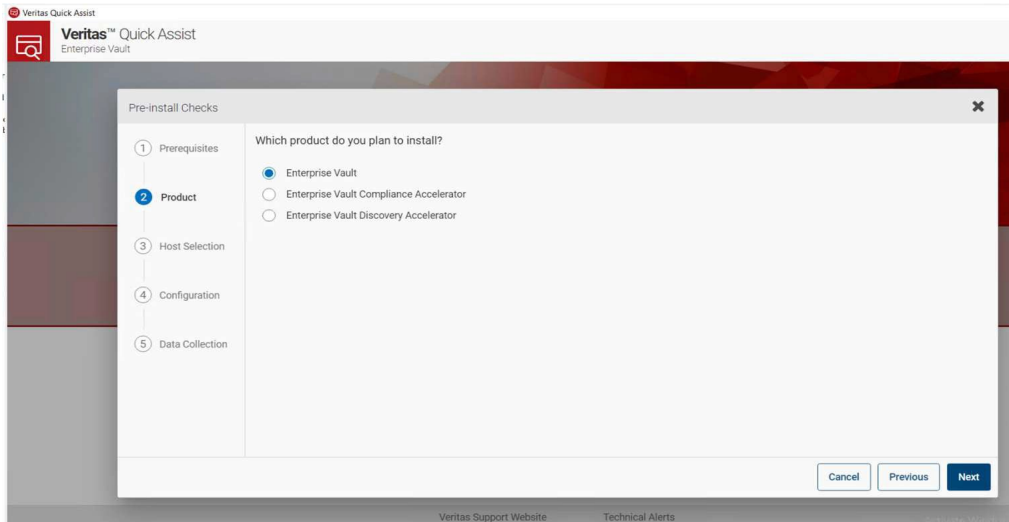 Veritas Quick Assist
Veritas™ Quick Assist
Enterprise Vault
Pre-install Checks
1 Prerequisites
2 Product
3 Host Selection
4 Configuration
5 Data Collection
Which product do you plan to install?
Enterprise Vault
Enterprise Vault Compliance Accelerator
Enterprise Vault Discovery Accelerator
Cancel Previous Next
Veritas Support Website Technical Alerts